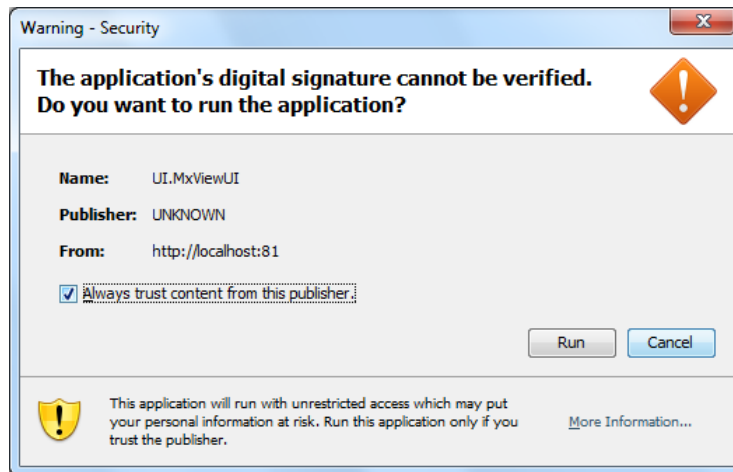 Warning - Security
The application's digital signature cannot be verified.
Do you want to run the application?
Name: UI.MxViewUI
Publisher: UNKNOWN
From: http://localhost:81
Always trust content from this publisher.
Run Cancel
This application will run with unrestricted access which may put
your personal information at risk. Run this application only if you
trust the publisher.
More Information...